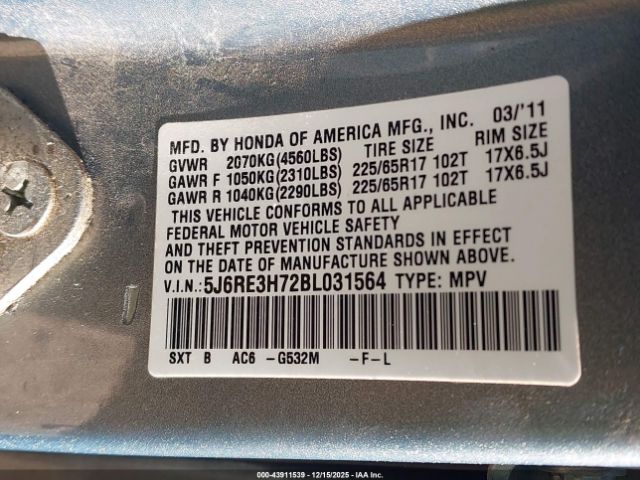 MFD. BY HONDA OF AMERICA MFG., INC. 03/'11
GVWR 2070KG(4560LBS) TIRE SIZE RIM SIZE
GAWR F 1050KG(2310LBS) 225/65R17 102T 17X6.5J
GAWR R 1040KG(2290LBS) 225/65R17 102T 17X6.5J
THIS VEHICLE CONFORMS TO ALL APPLICABLE
FEDERAL MOTOR VEHICLE SAFETY
AND THEFT PREVENTION STANDARDS IN EFFECT
ON THE DATE OF MANUFACTURE SHOWN ABOVE.
V.I.N.: 5J6RE3H72BL031564 TYPE: MPV
SXT B AC6 -G532M -F-L
000-43911539 - 12/15/2025 - IAA Inc.